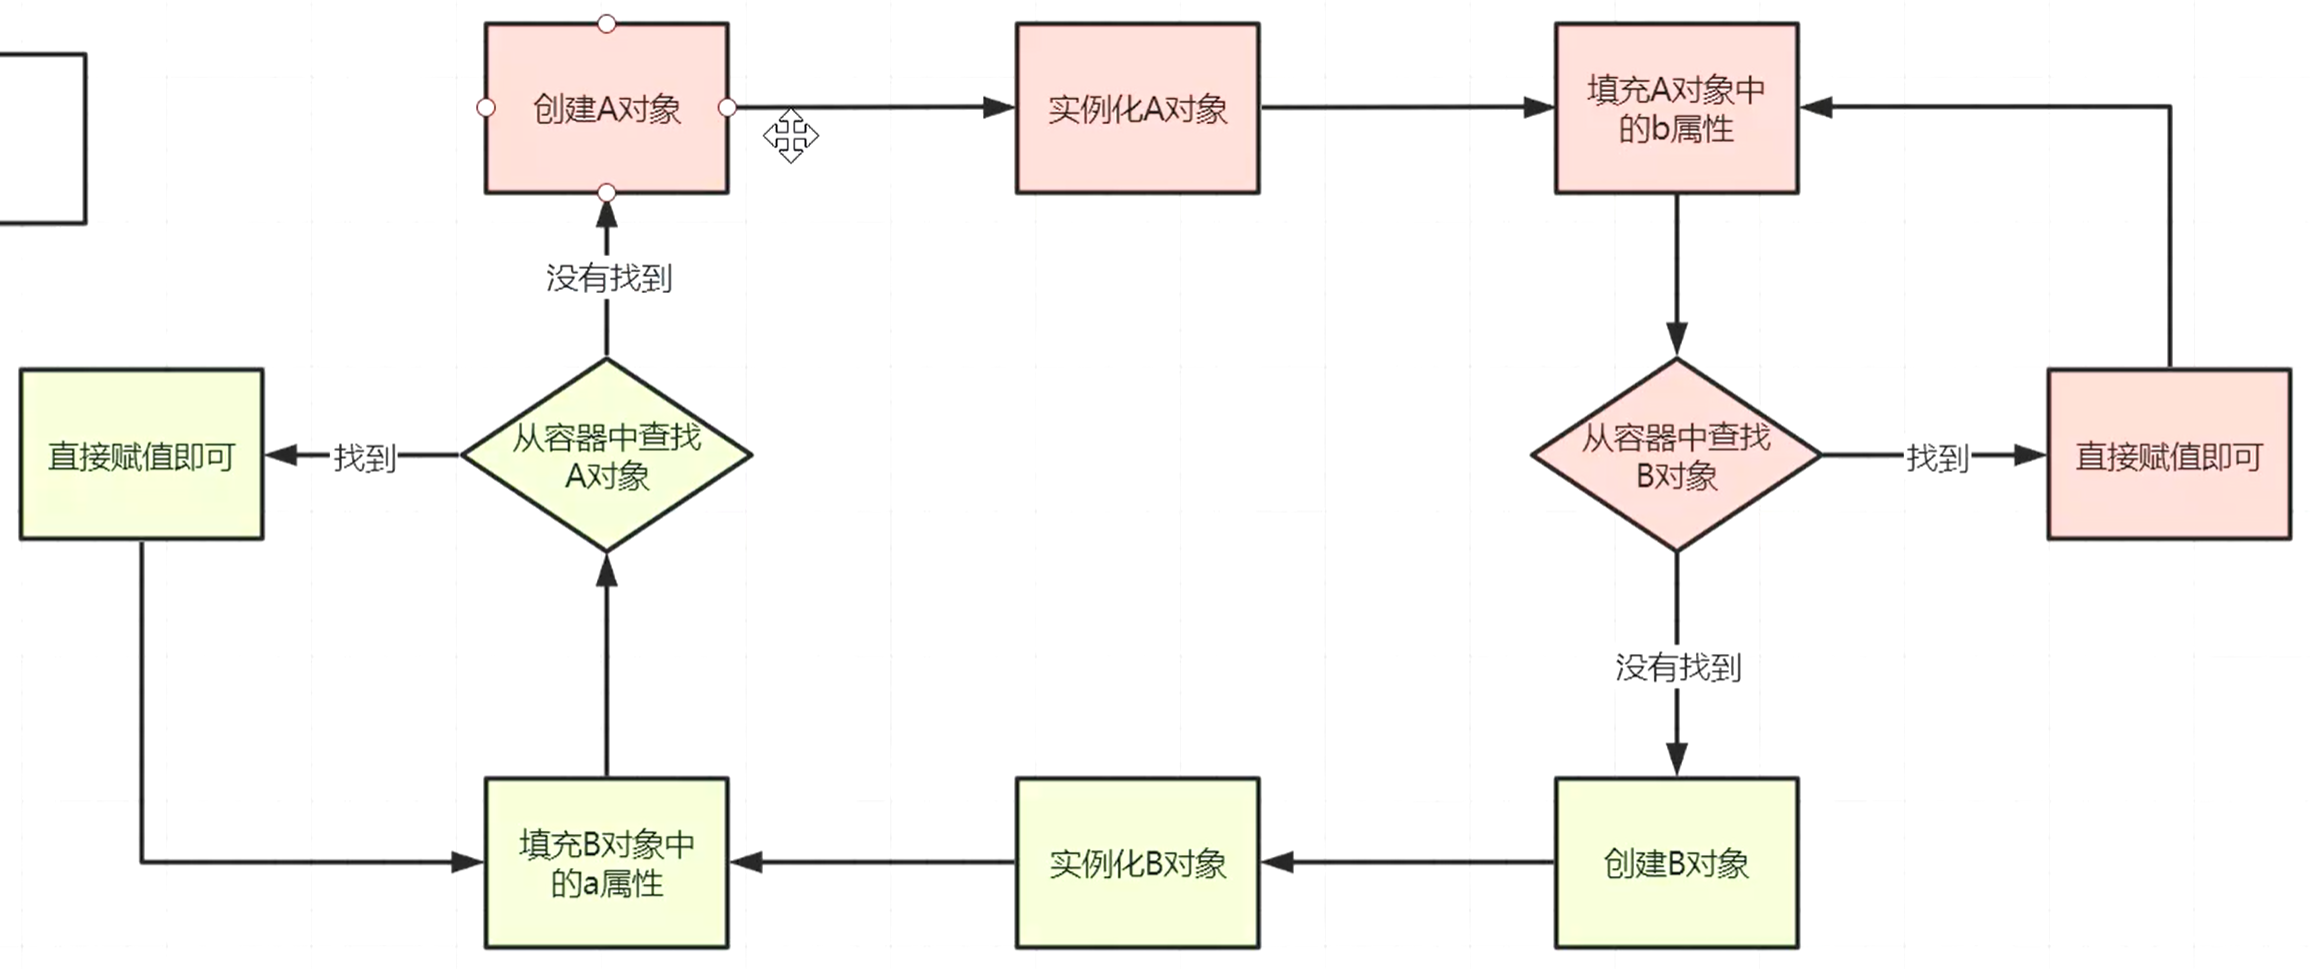 创建A对象
实例化A对象
填充A对象中
的b属性
没有找到
直接赋值即可
找到
从容器中查找
A对象
从容器中查找
B对象
找到
直接赋值即可
没有找到
填充B对象中
的a属性
实例化B对象
创建B对象